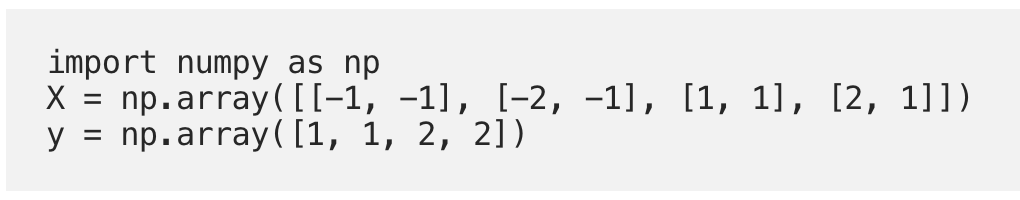 import numpy as np
X = np.array([[-1, -1], [-2, -1], [1, 1], [2, 1]])
y = np.array([1, 1, 2, 2])